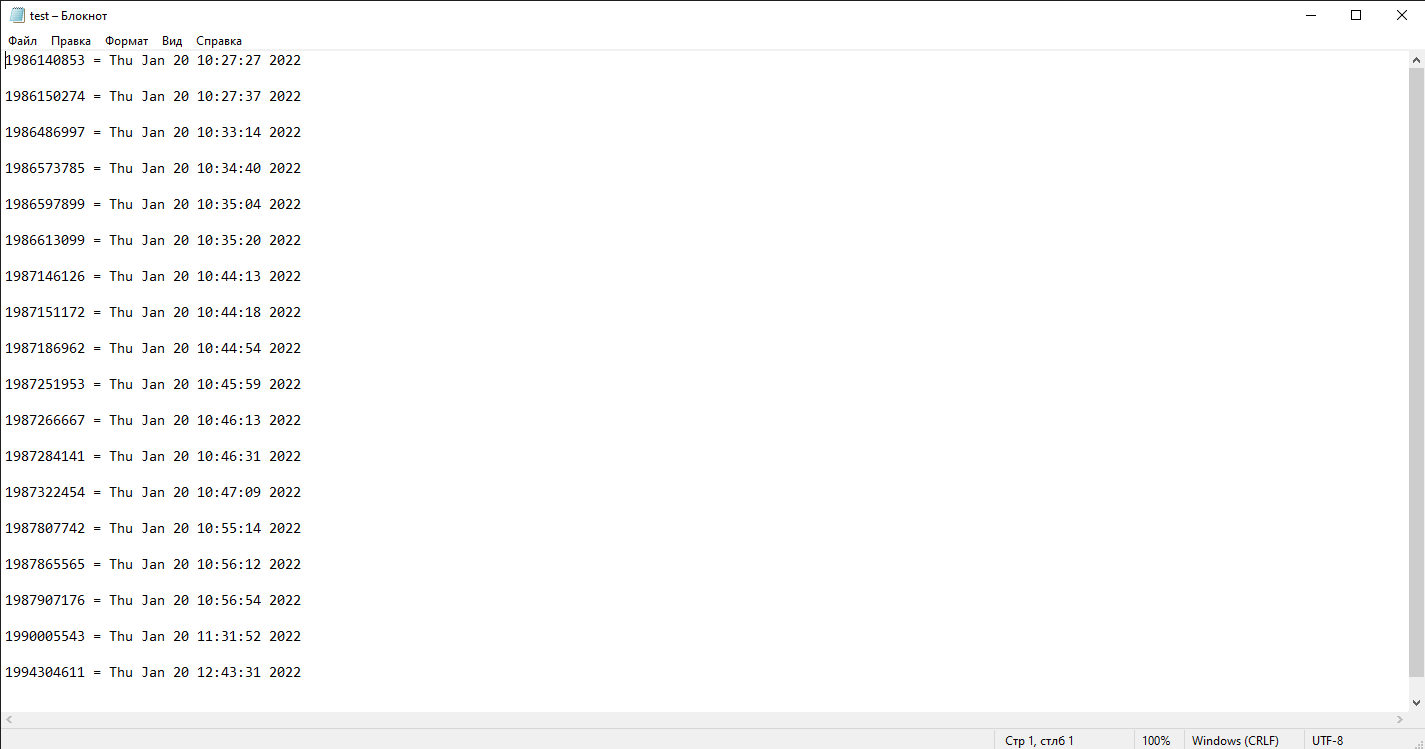 test – Блокнот
Файл Правка Формат Вид Справка
1986140853 = Thu Jan 20 10:27:27 2022
1986150274 = Thu Jan 20 10:27:37 2022
1986486997 = Thu Jan 20 10:33:14 2022
1986573785 = Thu Jan 20 10:34:40 2022
1986597899 = Thu Jan 20 10:35:04 2022
1986613099 = Thu Jan 20 10:35:20 2022
1987146126 = Thu Jan 20 10:44:13 2022
1987151172 = Thu Jan 20 10:44:18 2022
1987186962 = Thu Jan 20 10:44:54 2022
1987251953 = Thu Jan 20 10:45:59 2022
1987266667 = Thu Jan 20 10:46:13 2022
1987284141 = Thu Jan 20 10:46:31 2022
1987322454 = Thu Jan 20 10:47:09 2022
1987807742 = Thu Jan 20 10:55:14 2022
1987865565 = Thu Jan 20 10:56:12 2022
1987907176 = Thu Jan 20 10:56:54 2022
1990005543 = Thu Jan 20 11:31:52 2022
1994304611 = Thu Jan 20 12:43:31 2022
Стр 1, стлб 1 100% Windows (CRLF) UTF-8